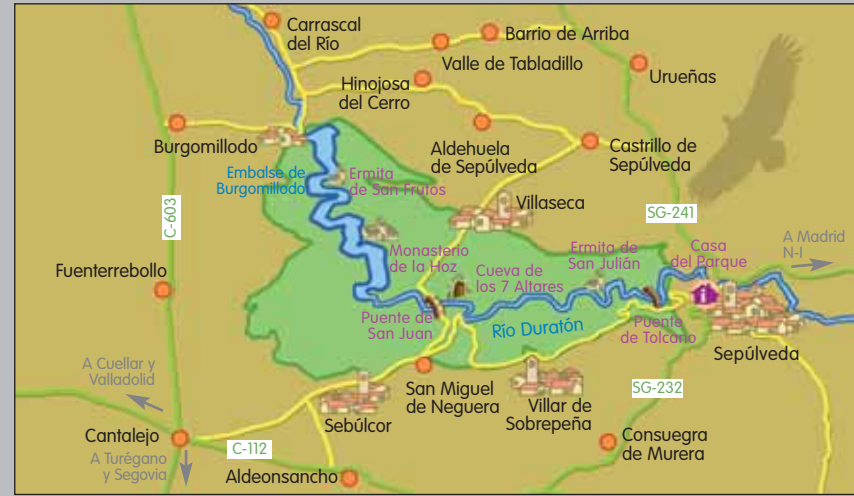 Carrascal
del Río
Barrio de Arriba
Valle de Tabladillo
Urueñas
Hinojosa
del Cerro
Burgomillodo
Aldehuela
de Sepúlveda
Castrillo de
Sepúlveda
Embalse de
Burgomillodo
Ermita
de San Frutos
Villaseca
SG-241
C-603
Monasterio
de la Hoz
Ermita de
San Julián
Casa
del Parque
A Madrid
N-I
Fuenterrebollo
Cueva de
los 7 Altares
Puente de
San Juan
Río Duratón
Puente
de Tolcano
Sepúlveda
A Cuellar y
Valladolid
San Miguel
de Neguera
Villar de
Sobrepeña
SG-232
Sebúlcor
Cantalejo
C-112
Consuegra
de Murera
A Turégano
y Segovia
Aldeonsancho
i